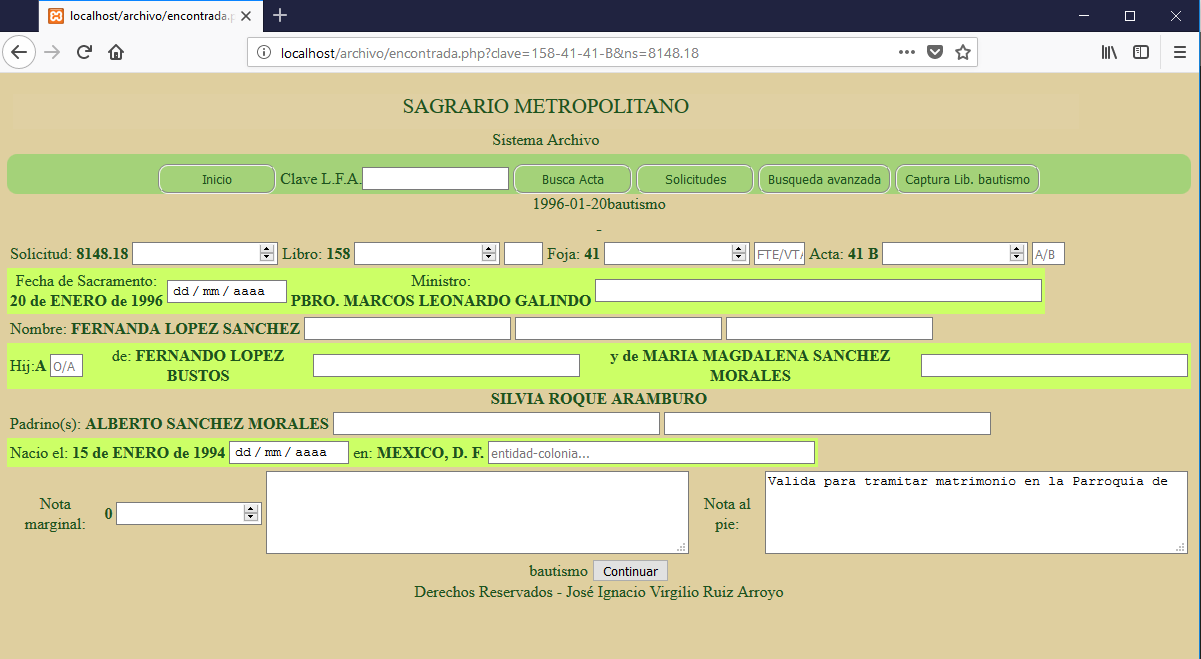 localhost/archivo/encontrada.p
localhost/archivo/encontrada.php?clave=158-41-41-B&ns=8148.18
SAGRARIO METROPOLITANO
Sistema Archivo
Inicio Clave L.F.A. Busca Acta Solicitudes Busqueda avanzada Captura Lib. bautismo
1996-01-20bautismo
-
Solicitud: 8148.18 Libro: 158 Foja: 41 FTE/VTA Acta: 41 B A/B
Fecha de Sacramento: Ministro:
20 de ENERO de 1996 dd / mm / aaaa PBRO. MARCOS LEONARDO GALINDO
Nombre: FERNANDA LOPEZ SANCHEZ
Hij:A O/A de: FERNANDO LOPEZ BUSTOS y de MARIA MAGDALENA SANCHEZ MORALES
SILVIA ROQUE ARAMBURO
Padrino(s): ALBERTO SANCHEZ MORALES
Nacio el: 15 de ENERO de 1994 dd / mm / aaaa en: MEXICO, D. F. entidad-colonia...
Nota marginal: 0 Nota al pie: Valida para tramitar matrimonio en la Parroquia de
bautismo Continuar
Derechos Reservados - José Ignacio Virgilio Ruiz Arroyo